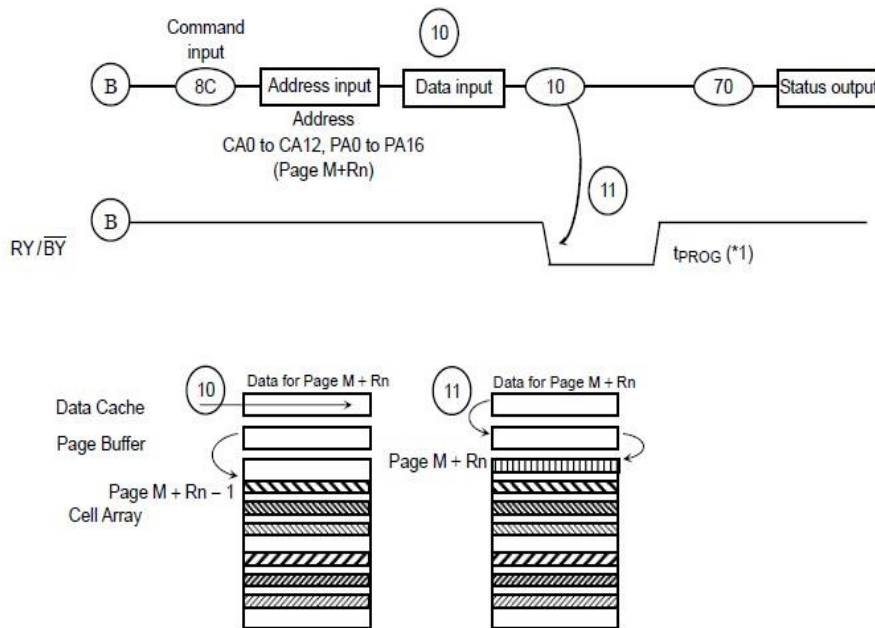 10
Command
input
B 8C Address input Data input 10 70 Status output
Address
CA0 to CA12, PA0 to PA16
(Page M+Rn)
11
B
RY/BY
tPROG (*1)
10 Data for Page M + Rn
11 Data for Page M + Rn
Data Cache
Page Buffer
Page M + Rn
Page M + Rn – 1
Cell Array